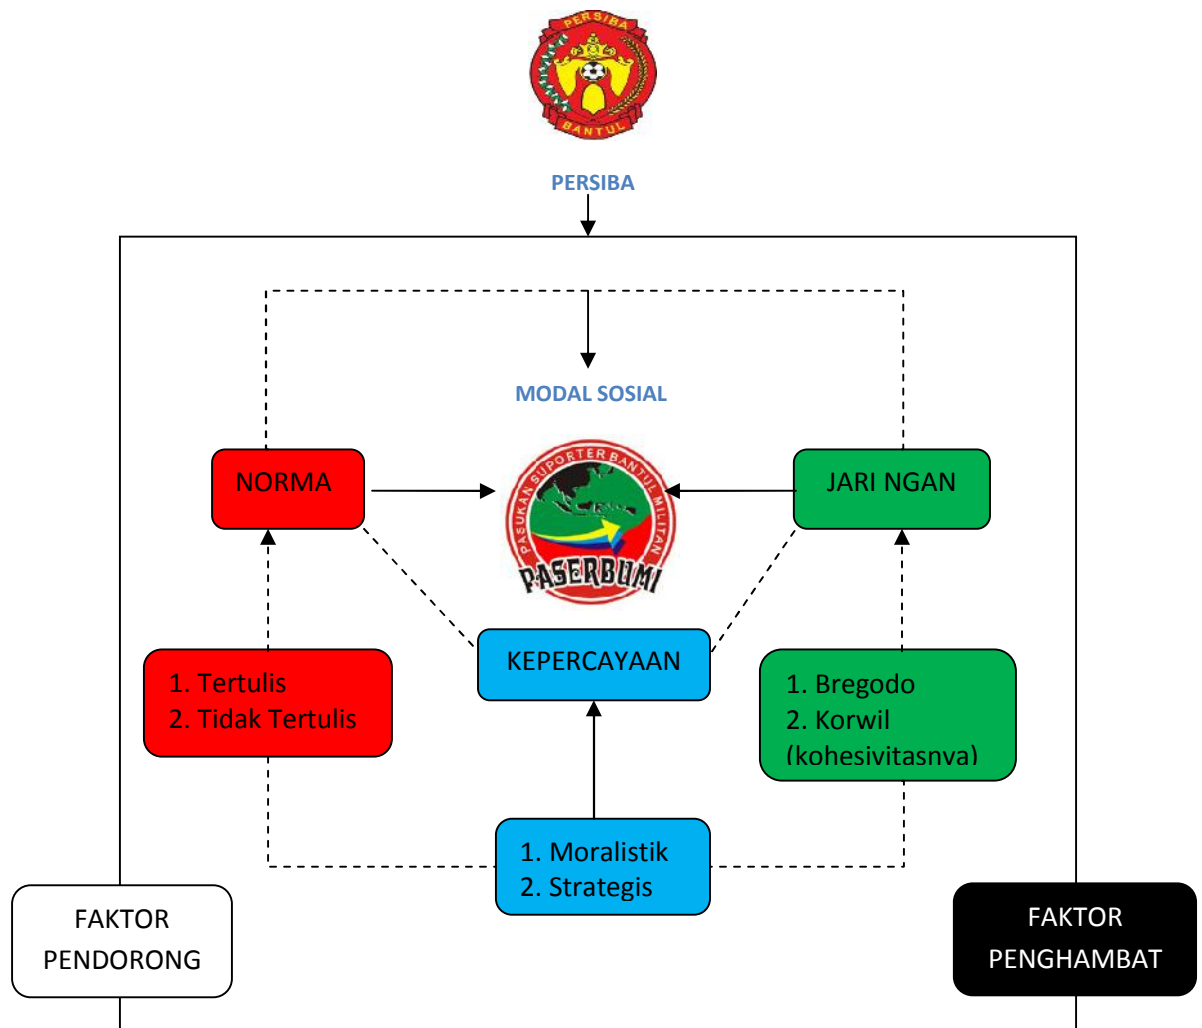 PERSIBA
BANTUL
PERSIBA
MODAL SOSIAL
NORMA
PASUKAN SUPORTER BANTUL MILITAN
PASERBUMI
JARI NGAN
KEPERCAYAAN
1. Tertulis
2. Tidak Tertulis
1. Bregodo
2. Korwil
(kohesivitasnya)
1. Moralistik
2. Strategis
FAKTOR
PENDORONG
FAKTOR
PENGHAMBAT